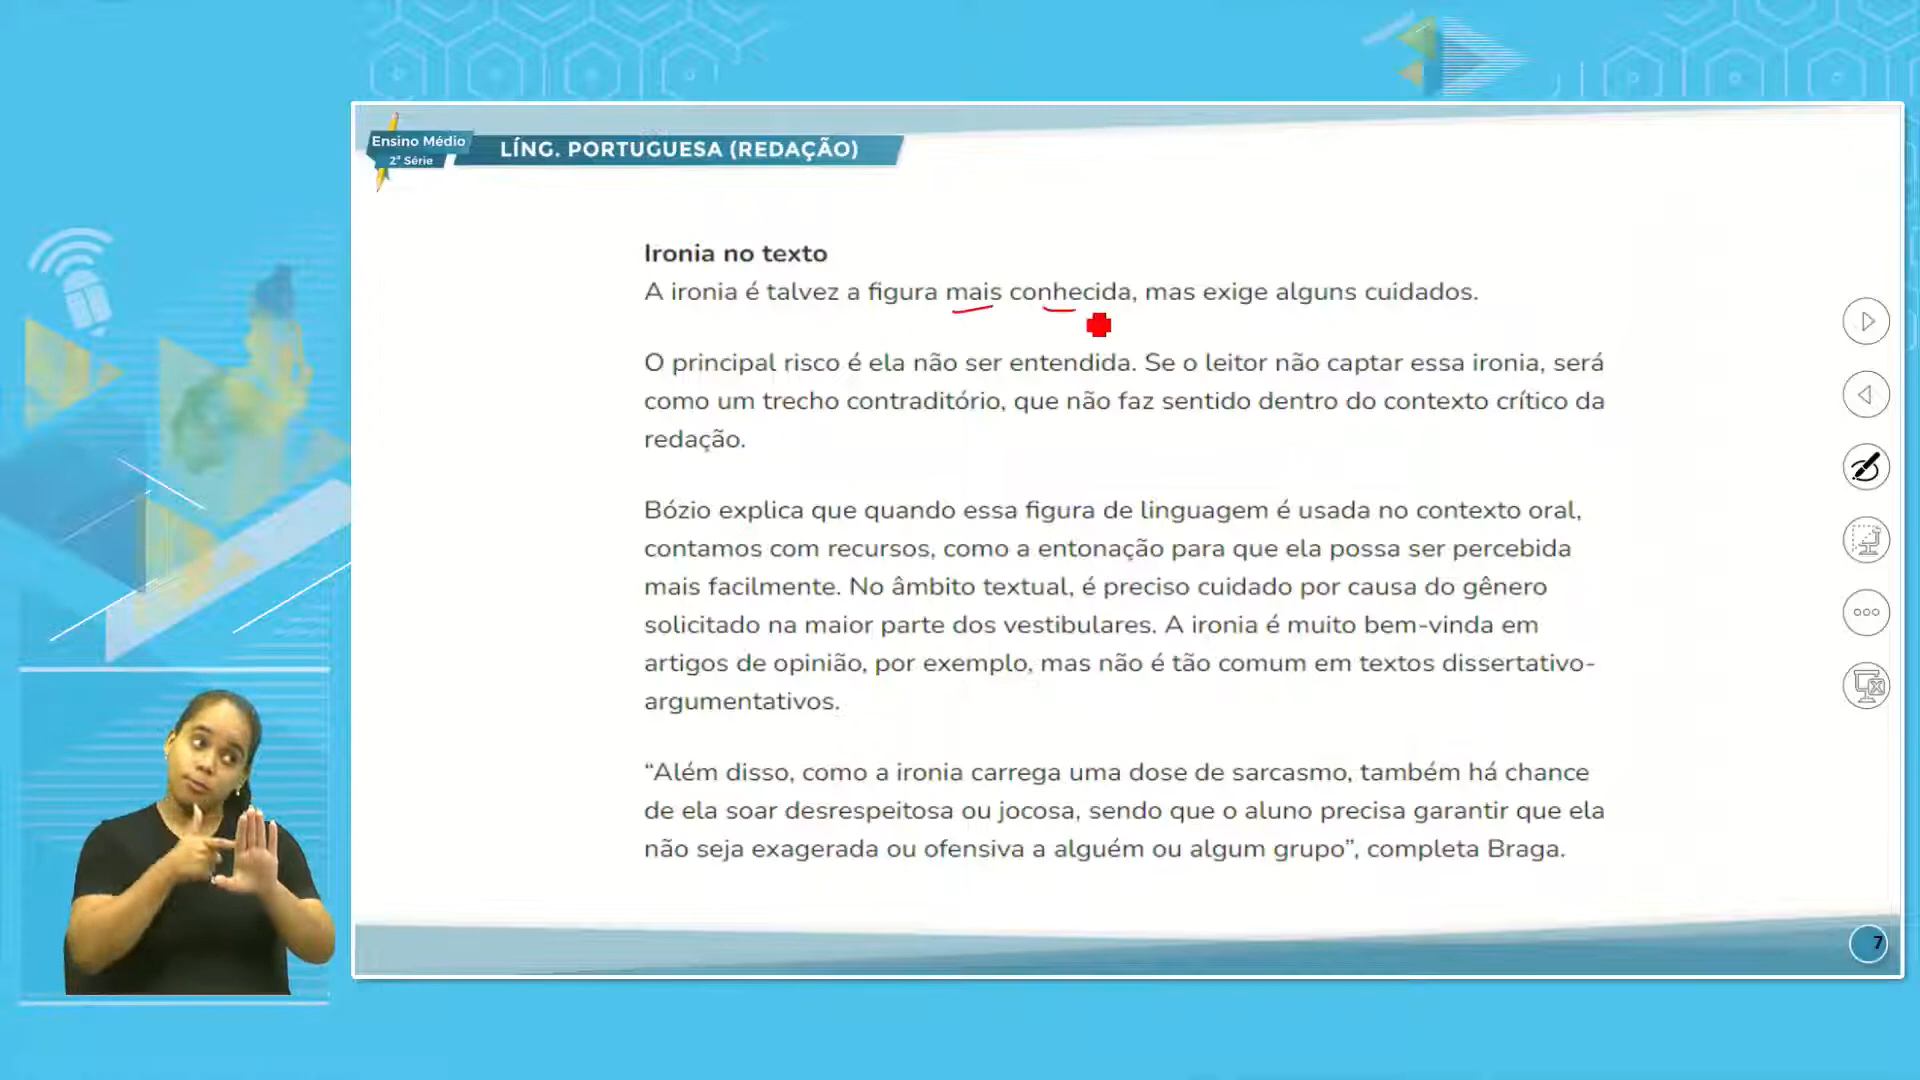 Ensino Médio
2ª Série
LÍNG. PORTUGUESA (REDAÇÃO)
Ironia no texto
A ironia é talvez a figura mais conhecida, mas exige alguns cuidados.
O principal risco é ela não ser entendida. Se o leitor não captar essa ironia, será
como um trecho contraditório, que não faz sentido dentro do contexto crítico da
redação.
Bózio explica que quando essa figura de linguagem é usada no contexto oral,
contamos com recursos, como a entonação para que ela possa ser percebida
mais facilmente. No âmbito textual, é preciso cuidado por causa do gênero
solicitado na maior parte dos vestibulares. A ironia é muito bem-vinda em
artigos de opinião, por exemplo, mas não é tão comum em textos dissertativo-
argumentativos.
“Além disso, como a ironia carrega uma dose de sarcasmo, também há chance
de ela soar desrespeitosa ou jocosa, sendo que o aluno precisa garantir que ela
não seja exagerada ou ofensiva a alguém ou algum grupo”, completa Braga.
7